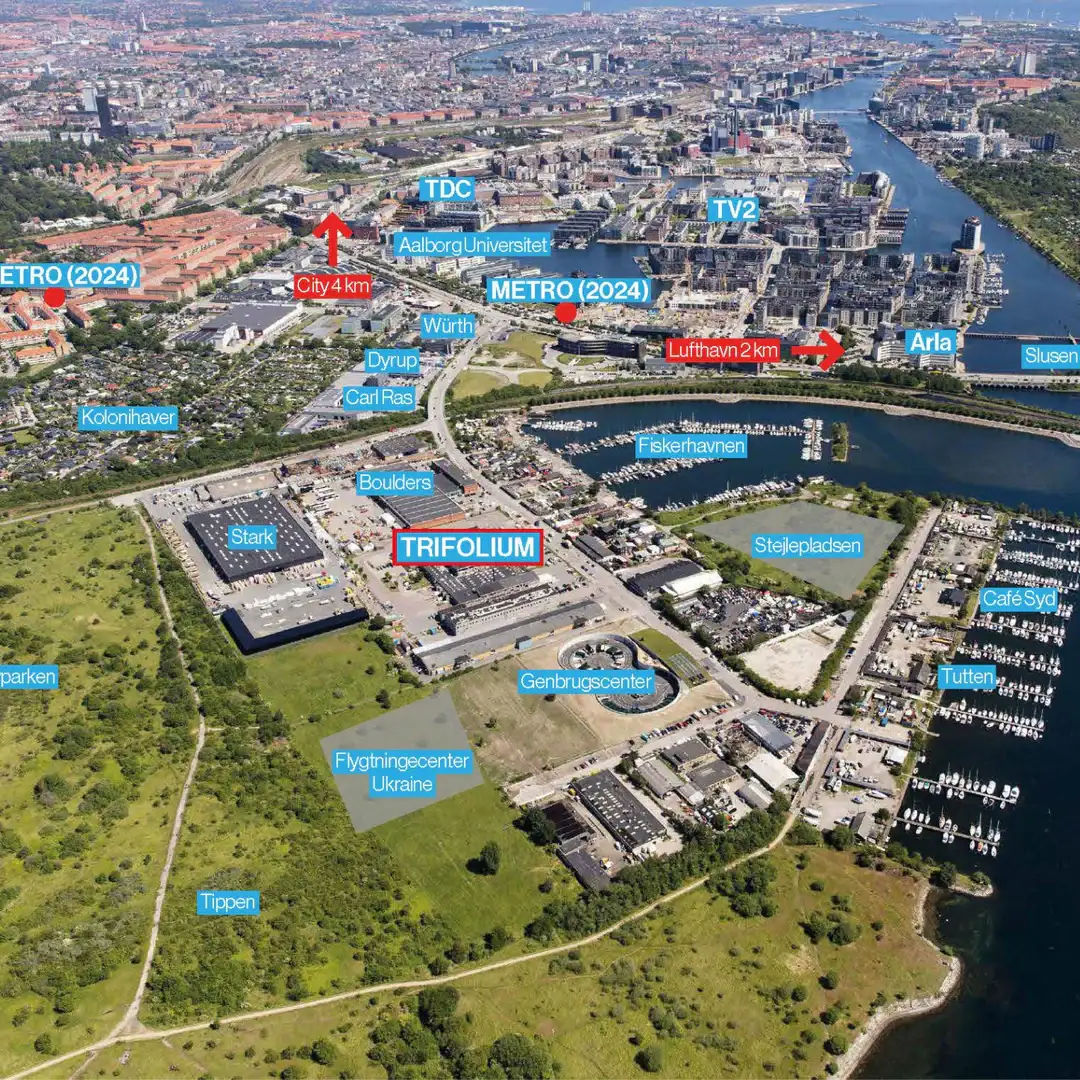 TDC
TV2
Aalborg Universitet
ETRO (2024)
City 4 km
METRO (2024)
Würth
Lufthavn 2 km
Arla
Slusen
Dyrup
Carl Ras
Kolonihaver
Fiskerhavnen
Boulders
Stark
TRIFOLIUM
Stejlepladsen
Café Syd
rparken
Genbrugscenter
Tutten
Flygtningecenter
Ukraine
Tippen